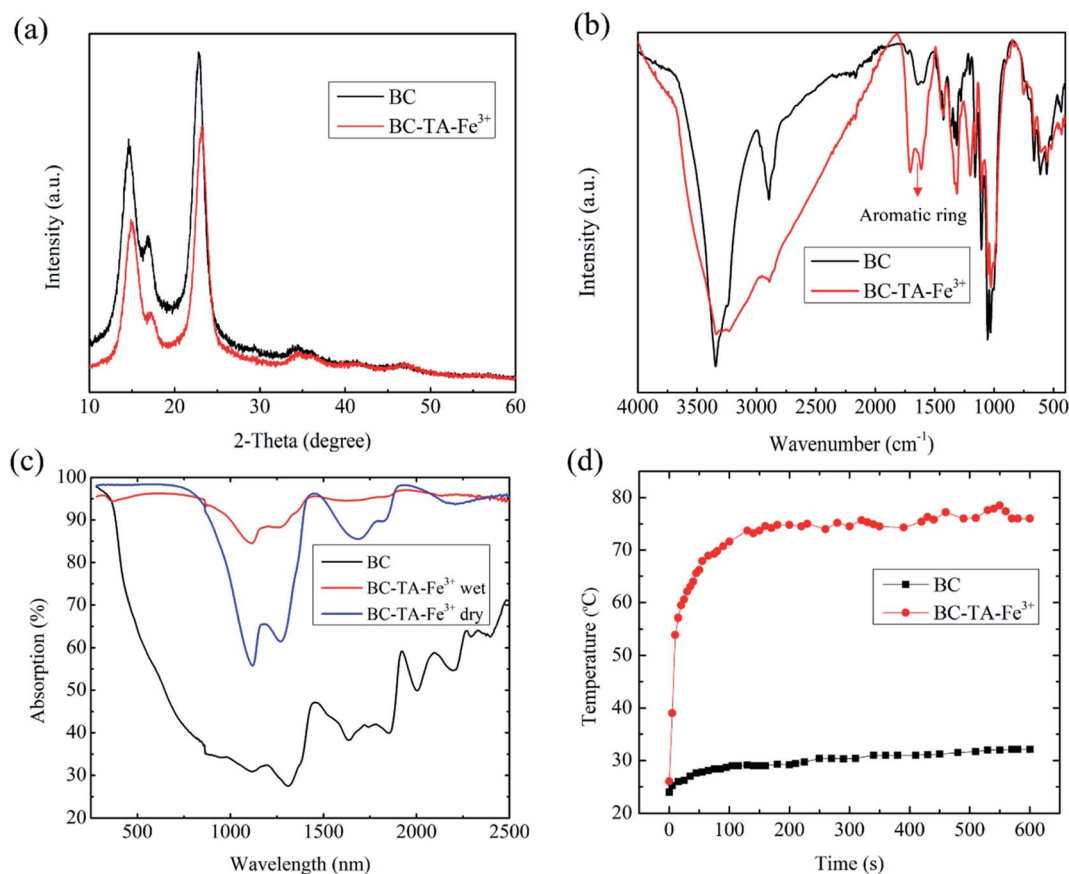 (a)
BC
BC-TA-Fe³⁺
Intensity (a.u.)
10 20 30 40 50 60
2-Theta (degree)
(b)
Aromatic ring
BC
BC-TA-Fe³⁺
Intensity (a.u.)
4000 3500 3000 2500 2000 1500 1000 500
Wavenumber (cm⁻¹)
(c)
100
90
80
70
60
50
40
30
20
BC
BC-TA-Fe³⁺ wet
BC-TA-Fe³⁺ dry
Absorption (%)
500 1000 1500 2000 2500
Wavelength (nm)
(d)
80
70
60
50
40
30
20
BC
BC-TA-Fe³⁺
Temperature (ºC)
0 100 200 300 400 500 600
Time (s)